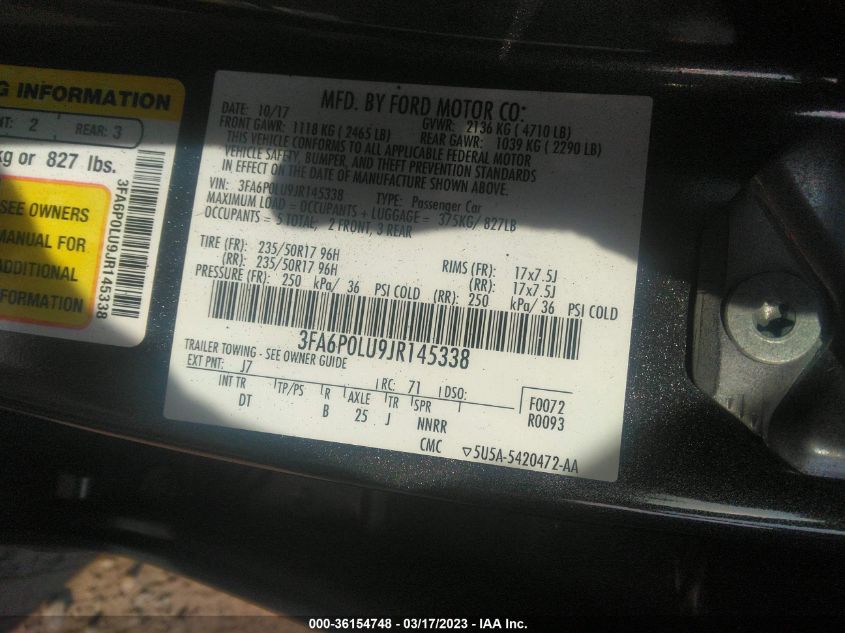 G INFORMATION
NT: 2 REAR: 3
kg or 827 lbs.
SEE OWNERS
MANUAL FOR
ADDITIONAL
INFORMATION
3FA6P0LU9JR145338
MFD. BY FORD MOTOR CO:
DATE: 10/17 GVWR: 2136 KG ( 4710 LB)
FRONT GAWR: 1118 KG ( 2465 LB) REAR GAWR: 1039 KG ( 2290 LB)
THIS VEHICLE CONFORMS TO ALL APPLICABLE FEDERAL MOTOR
VEHICLE SAFETY, BUMPER, AND THEFT PREVENTION STANDARDS
IN EFFECT ON THE DATE OF MANUFACTURE SHOWN ABOVE.
VIN: 3FA6P0LU9JR145338 TYPE: Passenger Car
MAXIMUM LOAD = OCCUPANTS + LUGGAGE = 375KG/ 827LB
OCCUPANTS = 5 TOTAL, 2 FRONT, 3 REAR
TIRE (FR): 235/50R17 96H RIMS (FR): 17x7.5J
(RR): 235/50R17 96H (RR): 17x7.5J
PRESSURE (FR): 250 kPa/ 36 PSI COLD (RR): 250 kPa/ 36 PSI COLD
3FA6P0LU9JR145338
TRAILER TOWING - SEE OWNER GUIDE
EXT PNT: J7 RC: 71 DSO: F0072
INT TR TP/PS R AXLE TR SPR R0093
DT B 25 J NNRR
CMC ▽5U5A-5420472-AA
000-36154748 - 03/17/2023 - IAA Inc.